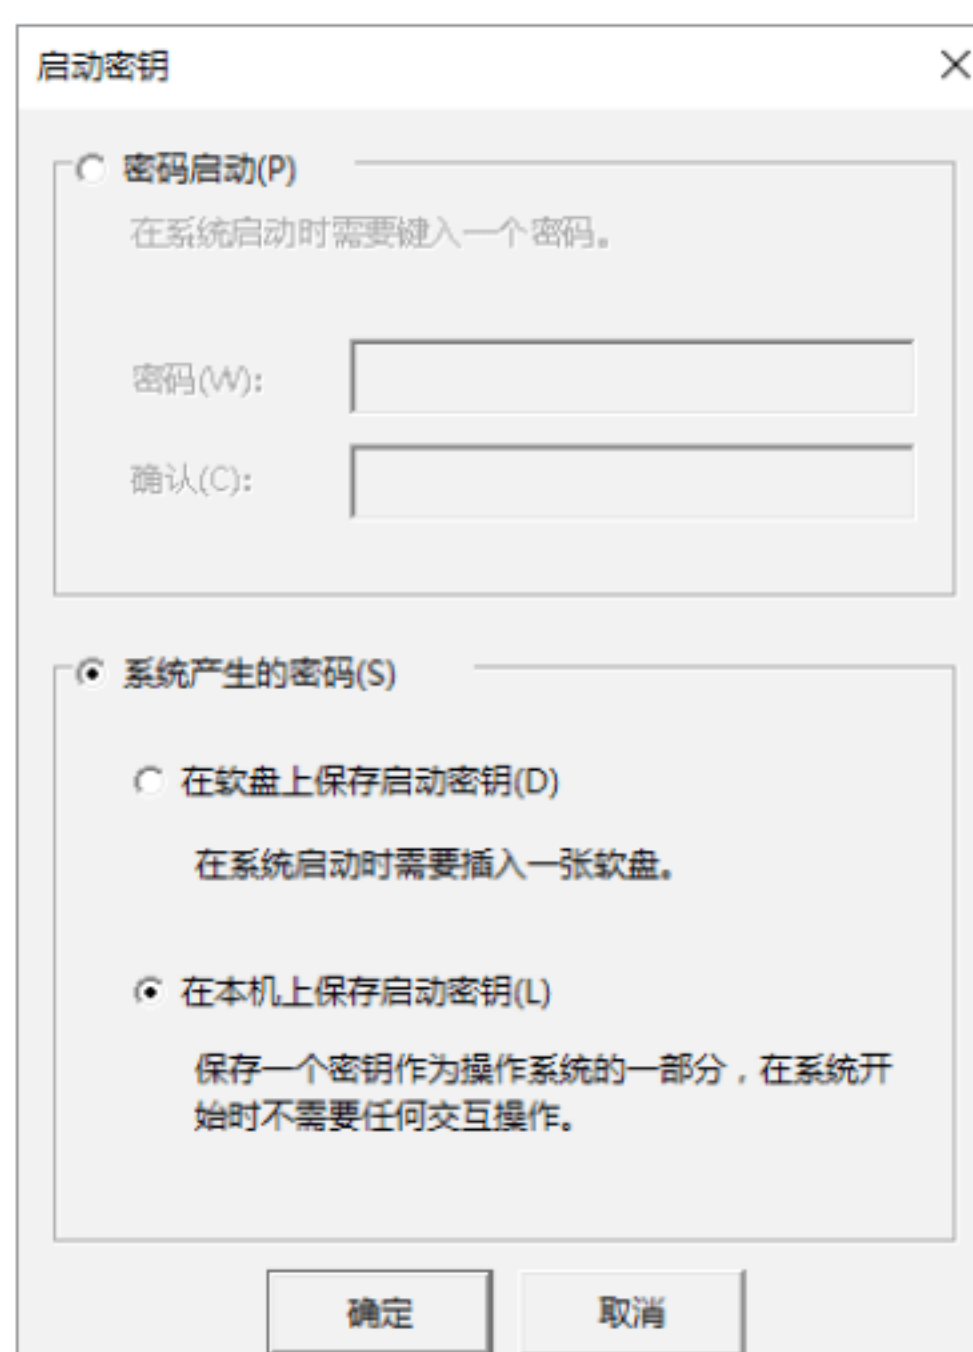 启动密钥
密码启动(P)
在系统启动时需要键入一个密码。
密码(W):
确认(C):
系统产生的密码(S)
在软盘上保存启动密钥(D)
在系统启动时需要插入一张软盘。
在本机上保存启动密钥(L)
保存一个密钥作为操作系统的一部分，在系统开
始时不需要任何交互操作。
确定 取消